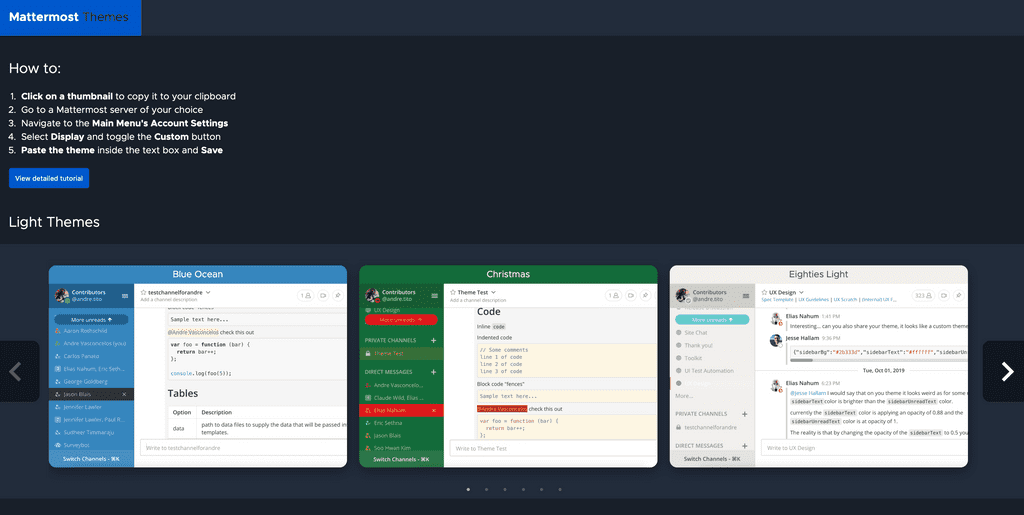 Mattermost Themes
How to:
1. Click on a thumbnail to copy it to your clipboard
2. Go to a Mattermost server of your choice
3. Navigate to the Main Menu's Account Settings
4. Select Display and toggle the Custom button
5. Paste the theme inside the text box and Save
View detailed tutorial
Light Themes
Blue Ocean
Contributors
@andre.tito
More unreads
Aaron Rothschild
Andre Vasconcelos (you)
Carlos Panato
Elias Nahum, Eric Seth...
George Goldberg
Jason Blais
Jennifer Lawler
Jennifer Lawler, Paul R...
Sudheer Timmaraju
Surveybot
Switch Channels - ⌘K
testchannelforandre
Add a channel description
1
Sample text here...
@Andre Vasconcelos check this out
var foo = function (bar) {
return bar++;
};
console.log(foo(5));
Tables
Option Description
data path to data files to supply the data that will be passed in
templates.
Write to testchannelforandre
Christmas
Contributors
@andre.tito
UX Design
More unreads
PRIVATE CHANNELS
Theme Test
DIRECT MESSAGES
Andre Vasconcelo...
Claude Wild, Elias ...
Elias Nahum
Eric Sethna
Jason Blais
Soo Hwan Kim
Switch Channels - ⌘K
Theme Test
Add a channel description
1
Code
Inline code
Indented code
// Some comments
line 1 of code
line 2 of code
line 3 of code
Block code "fences"
Sample text here...
@Andre Vasconcelos check this out
var foo = function (bar) {
return bar++;
};
Write to Theme Test
Eighties Light
Contributors
@andre.tito
More unreads
Site Chat
Thank you!
Toolkit
UI Test Automation
More...
PRIVATE CHANNELS
testchannelforandre
DIRECT MESSAGES
Switch Channels - ⌘K
UX Design
Spec Template | UX Guidelines | UX Scratch | Internal UX F...
323
Elias Nahum 1:41 PM
Interesting... can you also share your theme, it looks like a custom theme
Jesse Hallam 9:36 PM
{"sidebarBg":"#2b333d","sidebarText":"#ffffff","sidebarUn
Tue, Oct 01, 2019
Elias Nahum 6:23 PM
@Jesse Hallam I would say that on you theme it looks weird as for some
sidebarText color is brighter than the sidebarUnreadText color.
currently the sidebarText color is applying an opacity of 0.88 and the
sidebarUnreadText color is at opacity of 1.
The reality is that by changing the opacity of the sidebarText to 0.5 you
Write to UX Design